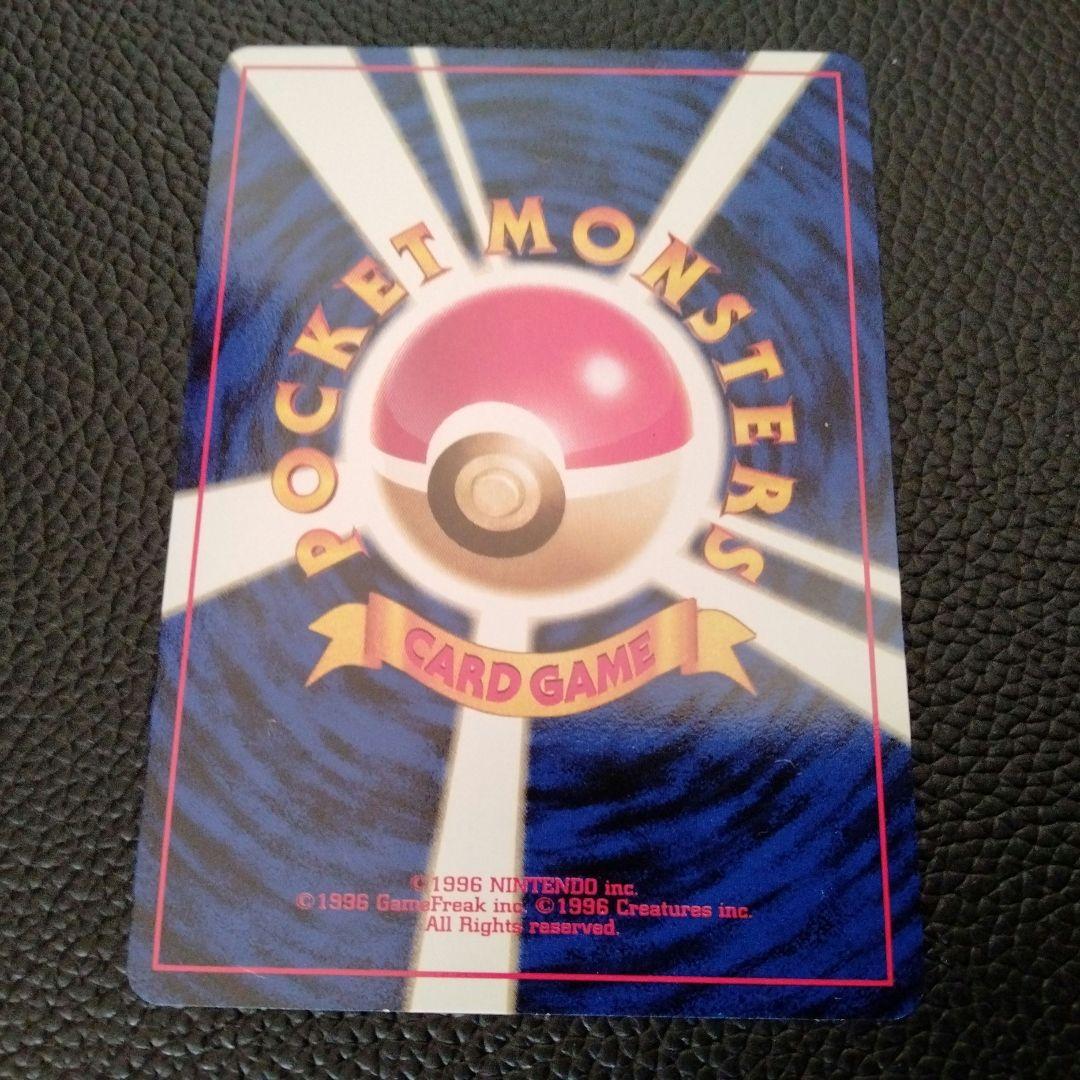 POCKET MONSTERS
CARD GAME
©1996 NINTENDO inc.
©1996 GameFreak inc. ©1996 Creatures inc.
All Rights reserved.